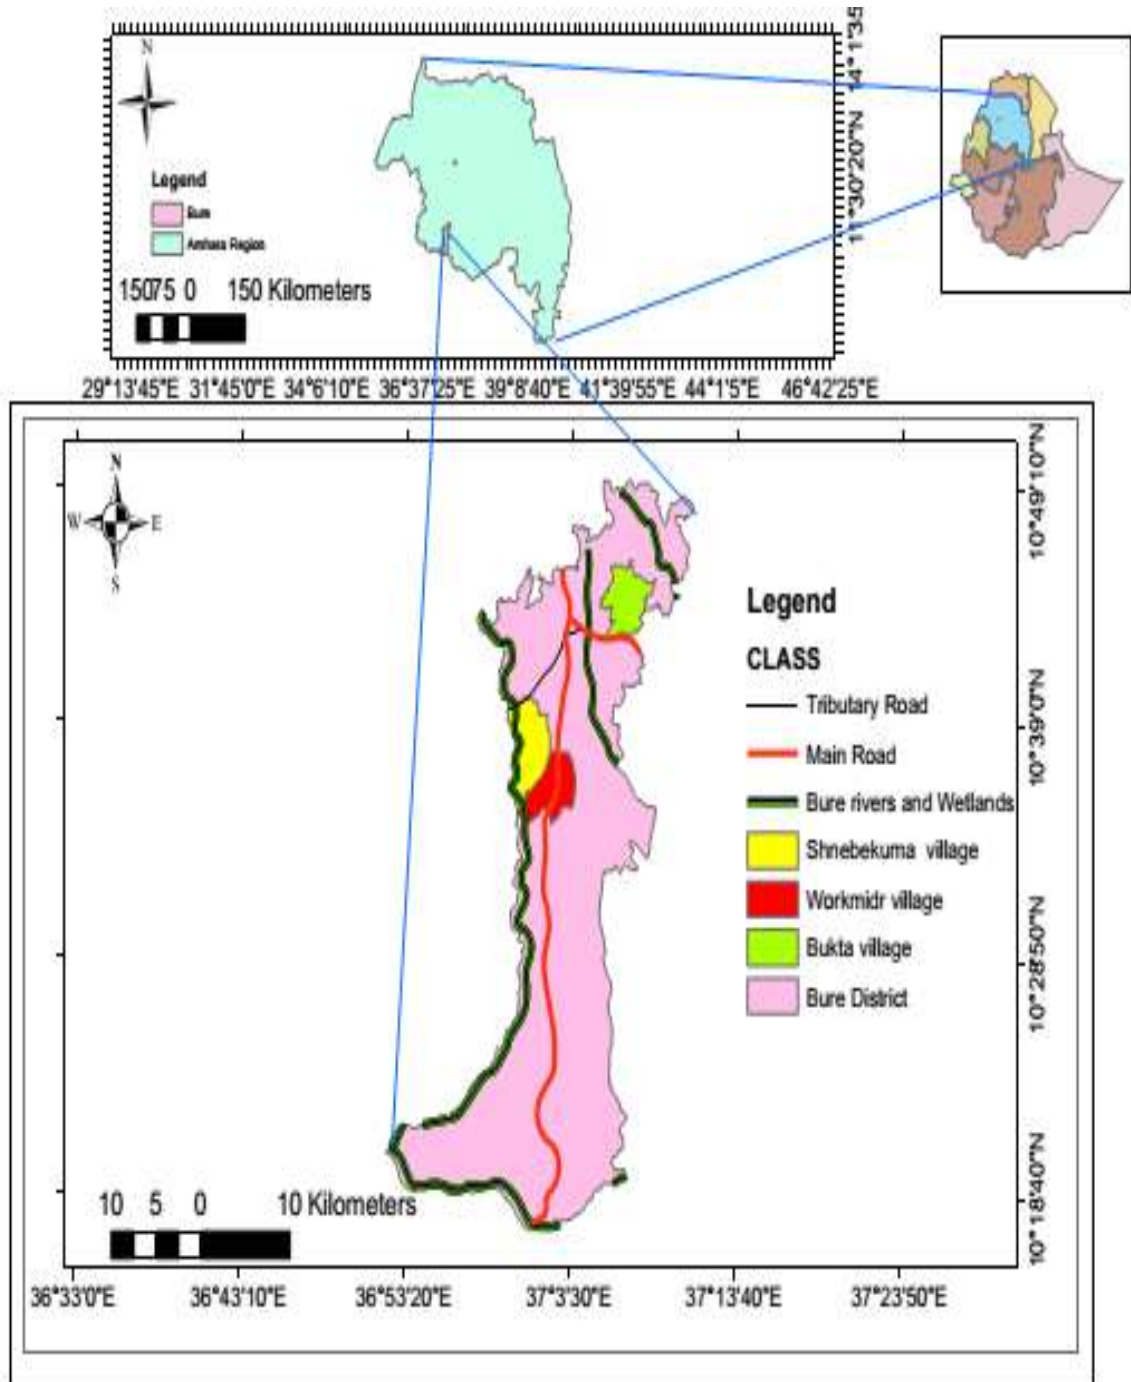 N
Legend
Bure
Amhara Region
15075 0 150 Kilometers
29°13'45"E 31°45'0"E 34°6'10"E 36°37'25"E 39°8'40"E 41°39'55"E 44°1'5"E 46°42'25"E
N
W E
S
10°49'10"N
Legend
CLASS
Tributary Road
Main Road
10°39'0"N
Bure rivers and Wetlands
Shnebekuma village
Workmidr village
Bukta village
10°28'50"N
Bure District
10 5 0 10 Kilometers
10°18'40"N
36°33'0"E 36°43'10"E 36°53'20"E 37°3'30"E 37°13'40"E 37°23'50"E